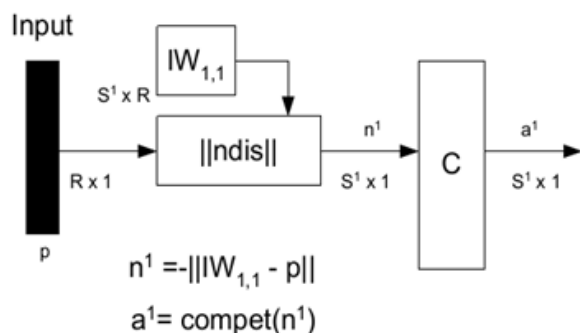 Input
IW1,1
S¹ x R
||ndis||
n¹
a¹
C
R x 1
S¹ x 1
S¹ x 1
p
n¹ =-||IW1,1 - p||
a¹= compet(n¹)